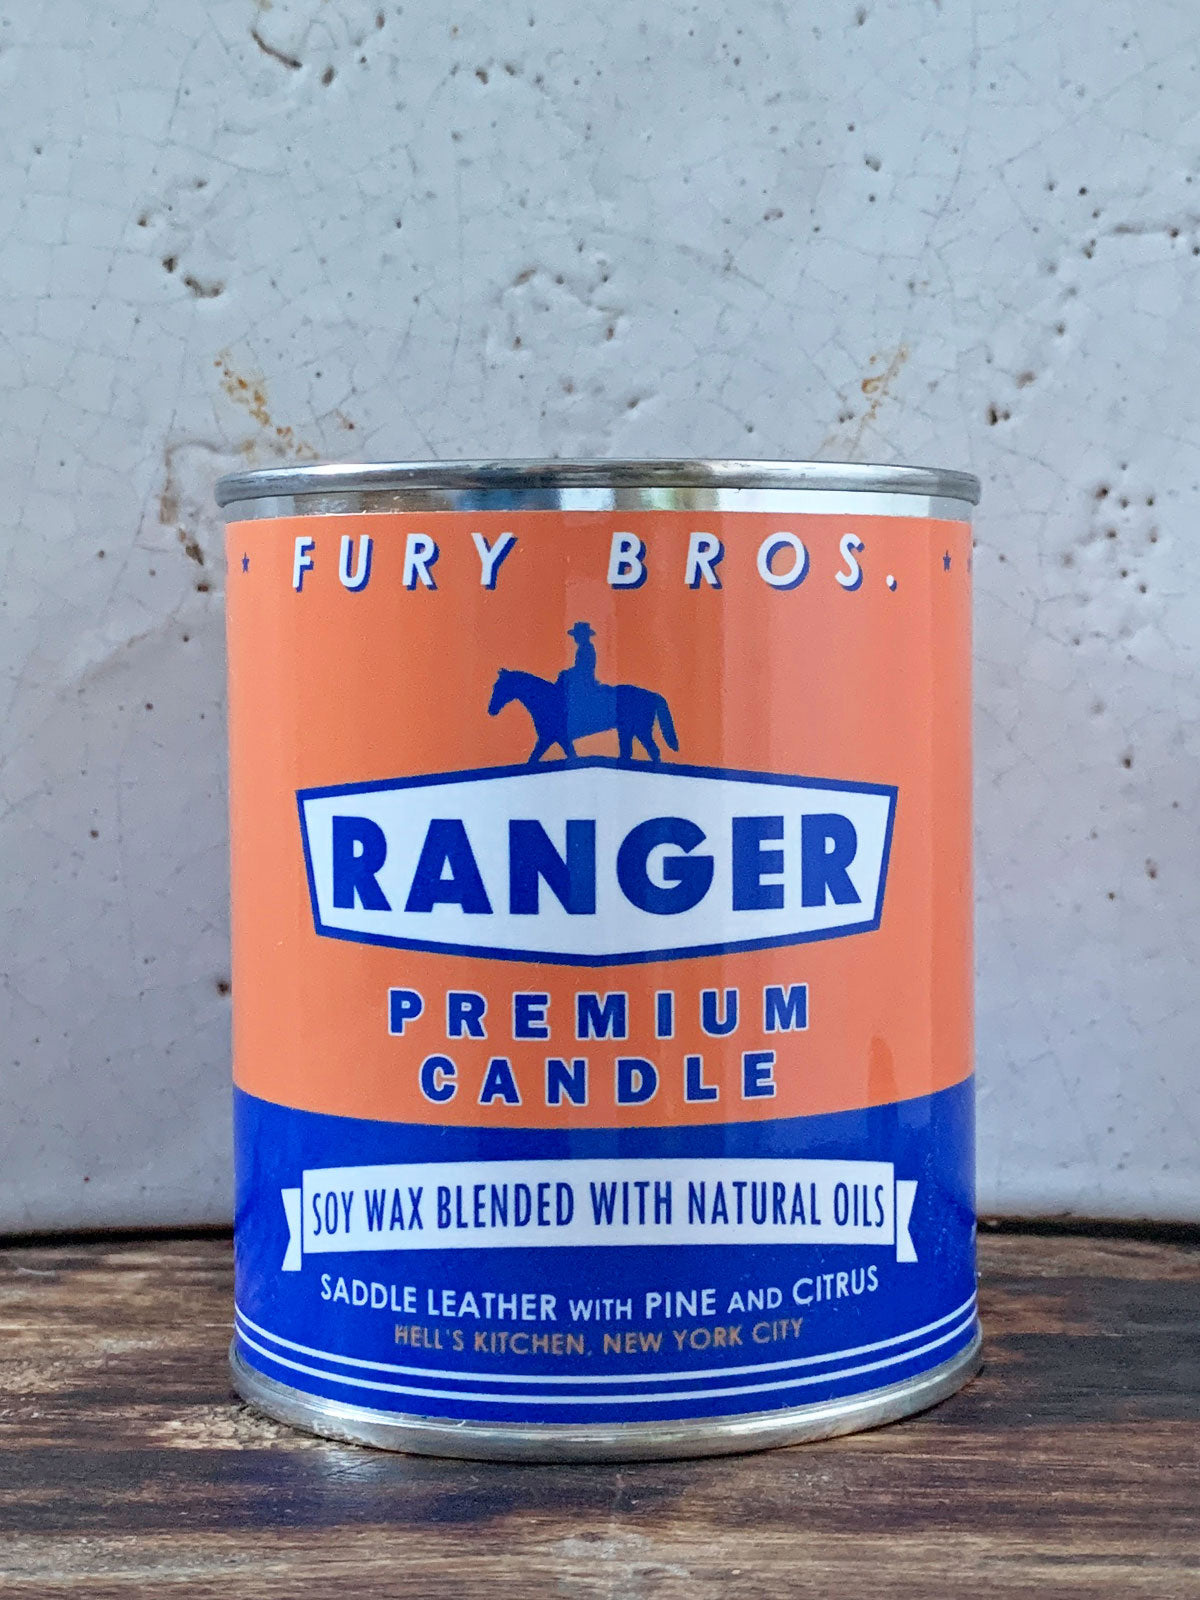 FURY BROS.
RANGER
PREMIUM
CANDLE
SOY WAX BLENDED WITH NATURAL OILS
SADDLE LEATHER WITH PINE AND CITRUS
HELL'S KITCHEN, NEW YORK CITY